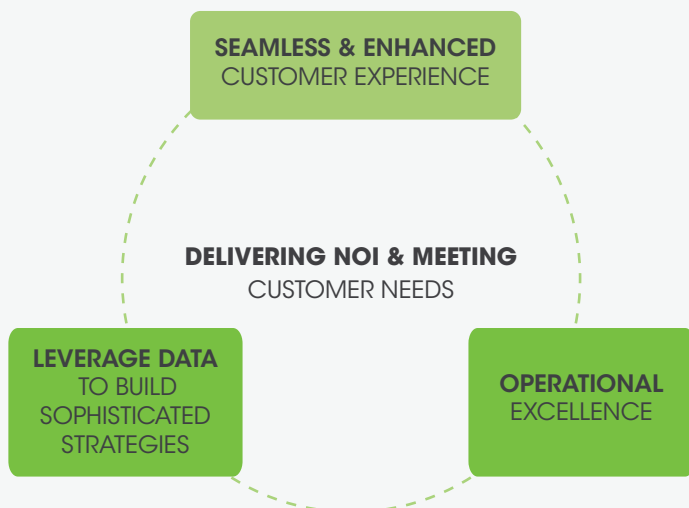 SEAMLESS & ENHANCED
CUSTOMER EXPERIENCE
DELIVERING NOI & MEETING
CUSTOMER NEEDS
LEVERAGE DATA
TO BUILD
SOPHISTICATED
STRATEGIES
OPERATIONAL
EXCELLENCE